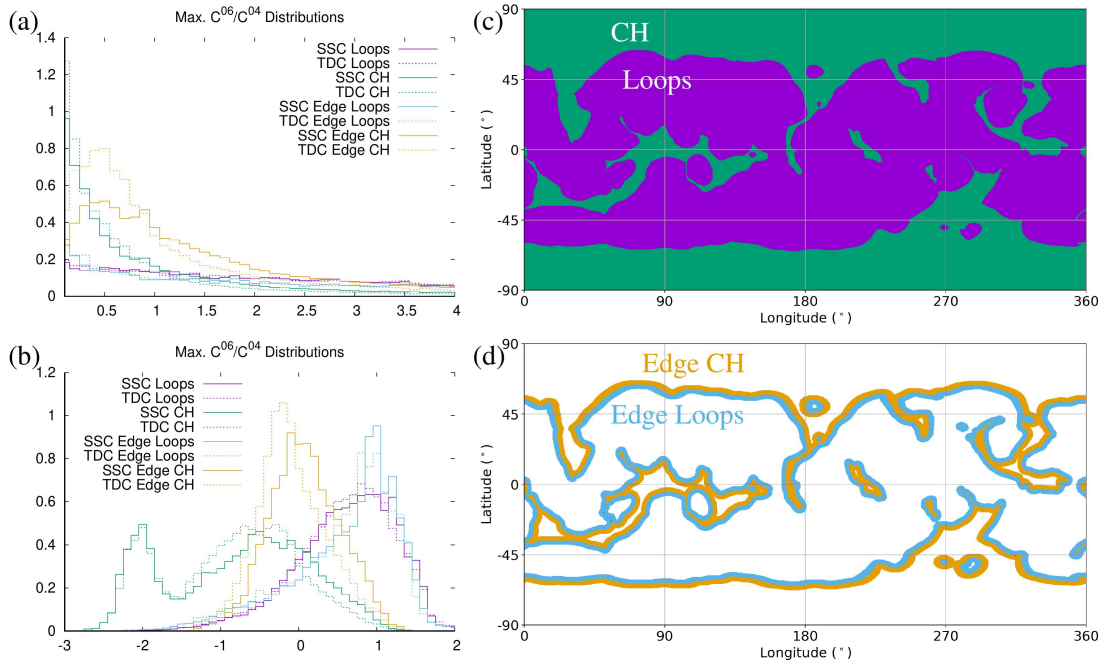 (a)
Max. C06/C04 Distributions
1.4
1.2
1
0.8
0.6
0.4
0.2
0
0.5
1
1.5
2
2.5
3
3.5
4
SSC Loops
TDC Loops
SSC CH
TDC CH
SSC Edge Loops
TDC Edge Loops
SSC Edge CH
TDC Edge CH
(c)
90
45
0
-45
-90
Latitude (°)
CH
Loops
0
90
180
270
360
Longitude (°)
(b)
Max. C06/C04 Distributions
1.2
1
0.8
0.6
0.4
0.2
0
-3
-2
-1
0
1
2
SSC Loops
TDC Loops
SSC CH
TDC CH
SSC Edge Loops
TDC Edge Loops
SSC Edge CH
TDC Edge CH
(d)
90
45
0
-45
-90
Latitude (°)
Edge CH
Edge Loops
0
90
180
270
360
Longitude (°)